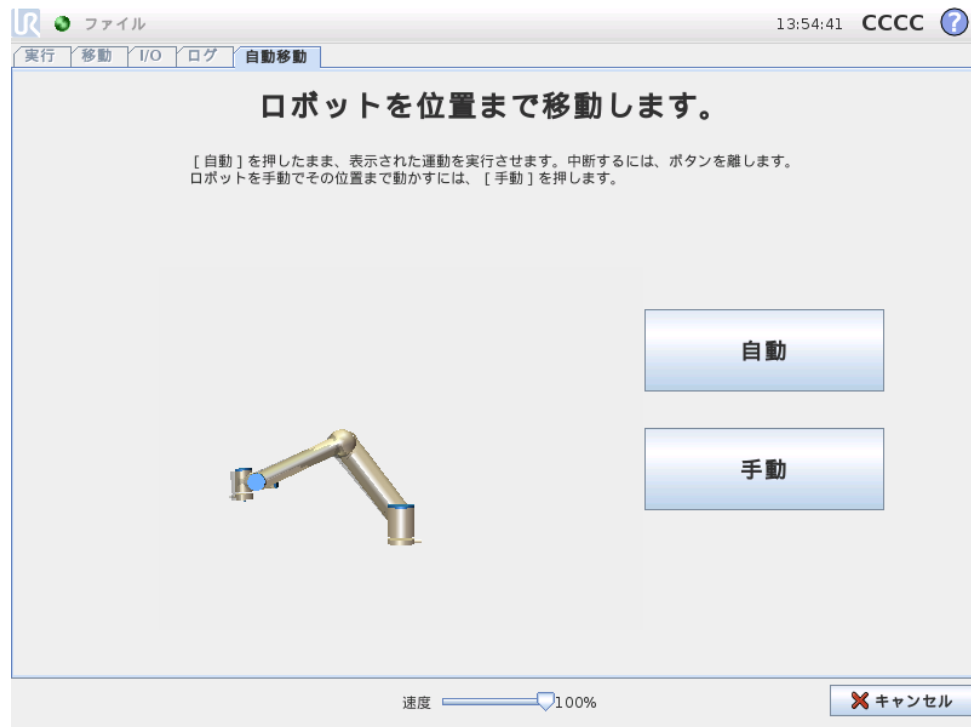 UR ファイル 13:54:41 CCCC ?
実行 移動 I/O ログ 自動移動
ロボットを位置まで移動します。
[ 自動 ] を押したまま、表示された運動を実行させます。中断するには、ボタンを離します。
ロボットを手動でその位置まで動かすには、 [ 手動 ] を押します。
自動
手動
速度 100% キャンセル